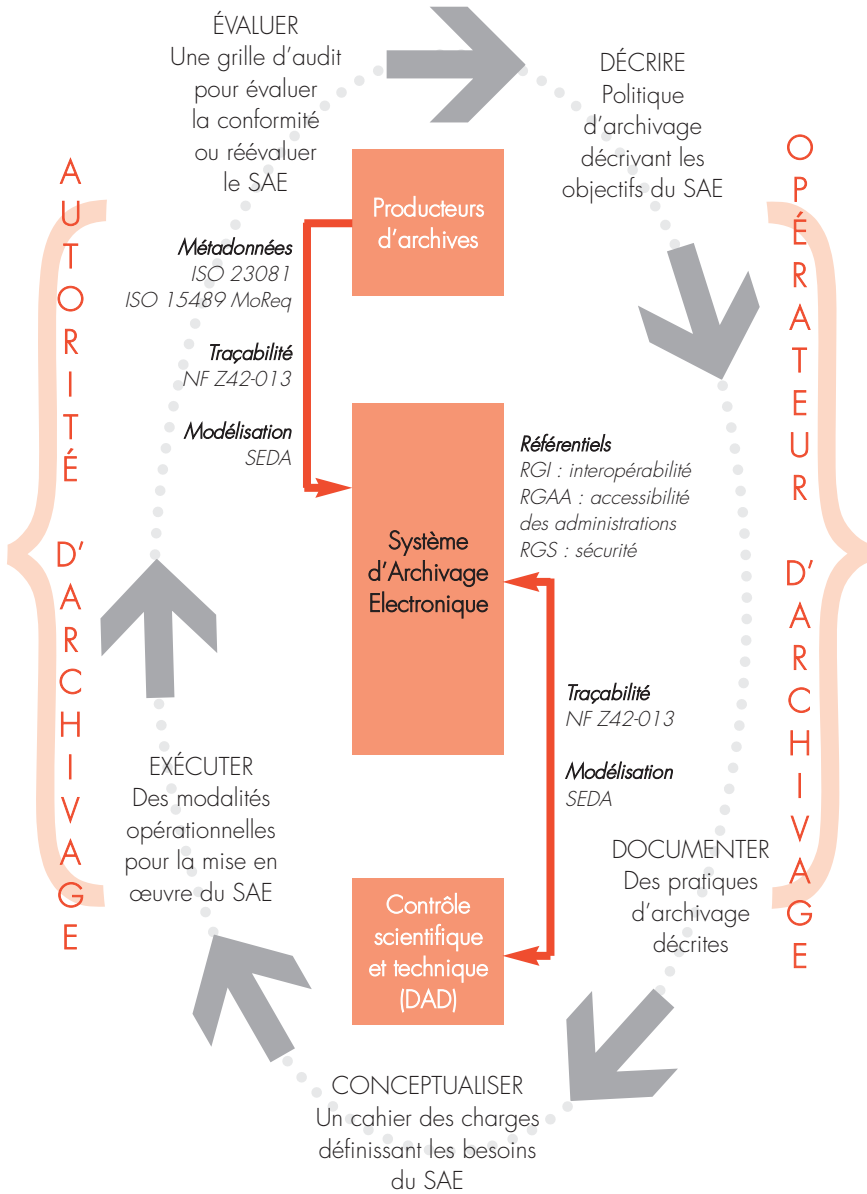 ÉVALUER
Une grille d’audit
pour évaluer
la conformité
ou réévaluer
le SAE
DÉCRIRE
Politique
d’archivage
décrivant les
objectifs du SAE
AUTORITÉ D’ARCHIVAGE
OPÉRATEUR D’ARCHIVAGE
Producteurs
d’archives
Métadonnées
ISO 23081
ISO 15489 MoReq
Traçabilité
NF Z42-013
Modélisation
SEDA
Référentiels
RGI : interopérabilité
RGAA : accessibilité
des administrations
RGS : sécurité
Système
d’Archivage
Electronique
Traçabilité
NF Z42-013
Modélisation
SEDA
EXÉCUTER
Des modalités
opérationnelles
pour la mise en
œuvre du SAE
DOCUMENTER
Des pratiques
d’archivage
décrites
Contrôle
scientifique
et technique
(DAD)
CONCEPTUALISER
Un cahier des charges
définissant les besoins
du SAE